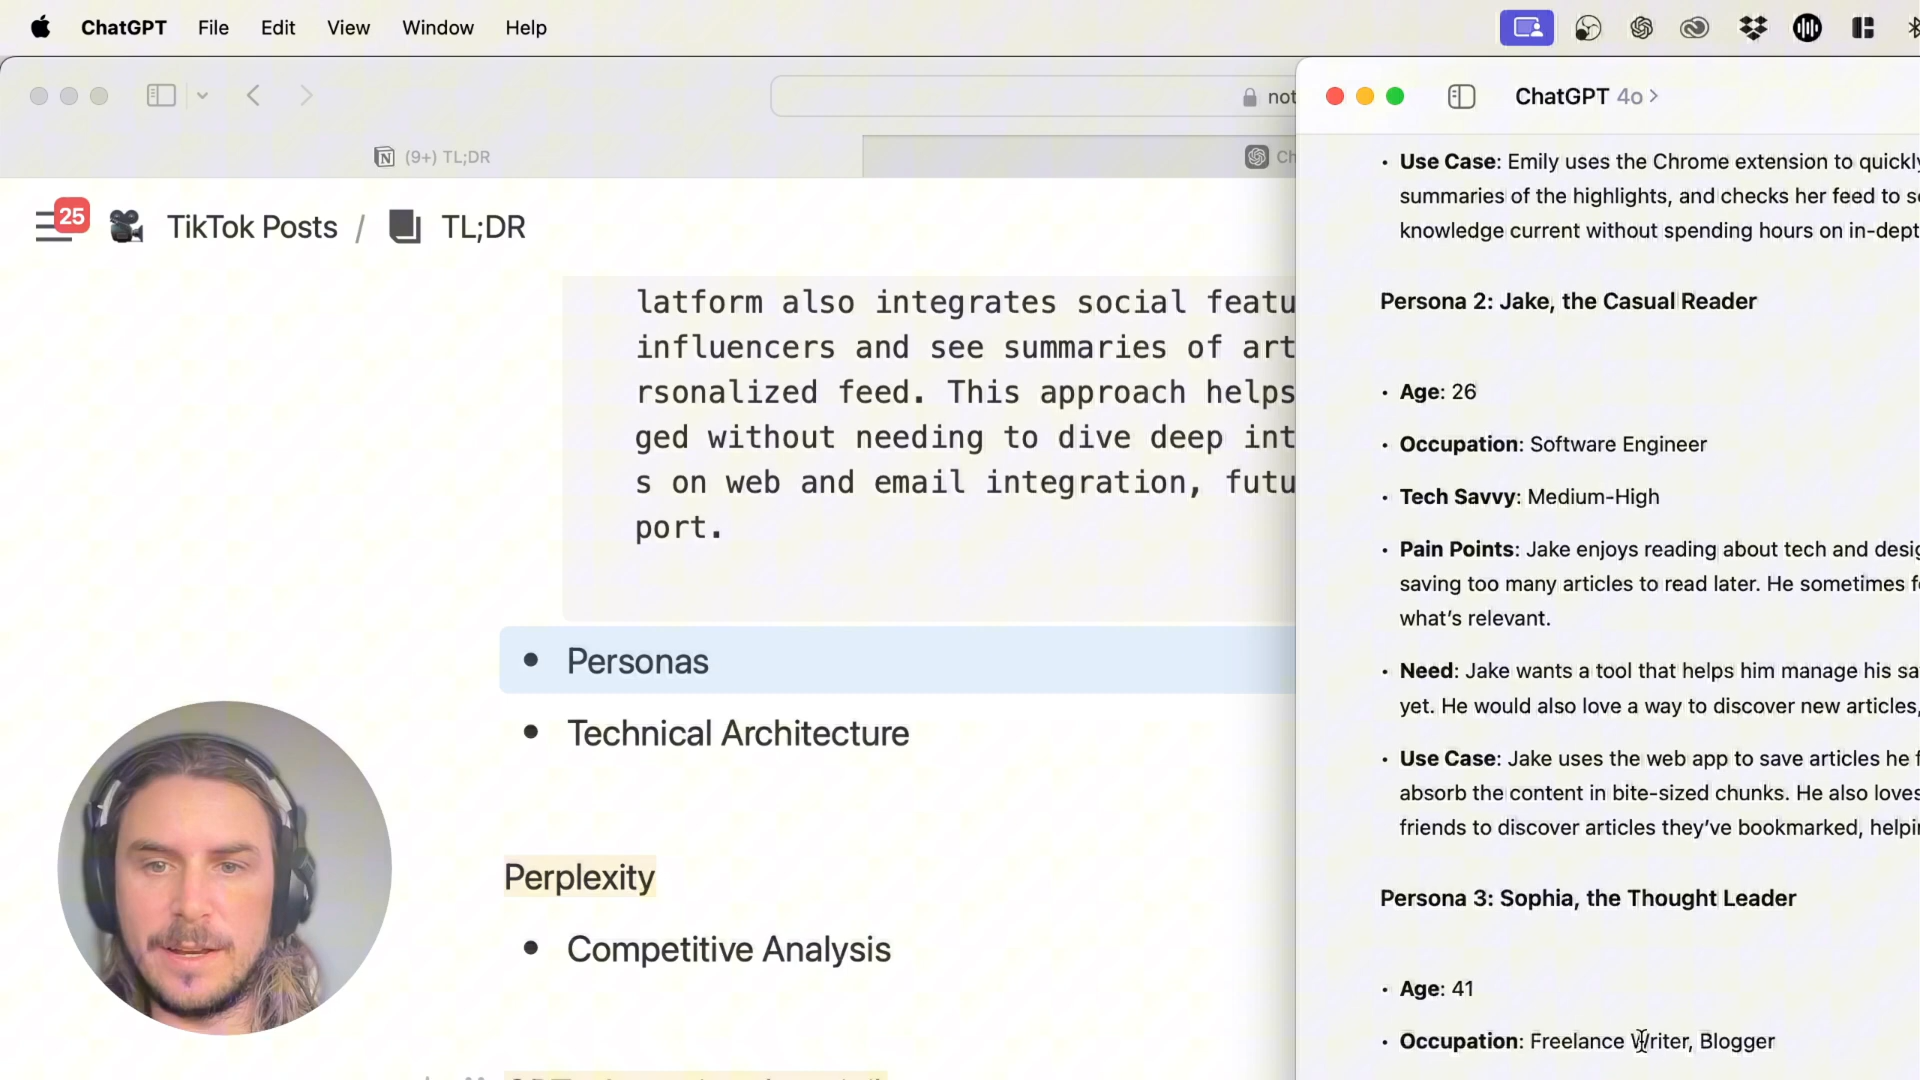 ChatGPT File Edit View Window Help
not
ChatGPT 4o >
(9+) TL;DR
Ch
25
TikTok Posts / TL;DR
latform also integrates social featu
influencers and see summaries of art
rsonalized feed. This approach helps
ged without needing to dive deep int
s on web and email integration, futu
port.
• Personas
• Technical Architecture
Perplexity
• Competitive Analysis
• Use Case: Emily uses the Chrome extension to quickly
summaries of the highlights, and checks her feed to s
knowledge current without spending hours on in-dept
Persona 2: Jake, the Casual Reader
• Age: 26
• Occupation: Software Engineer
• Tech Savvy: Medium-High
• Pain Points: Jake enjoys reading about tech and desig
saving too many articles to read later. He sometimes f
what's relevant.
• Need: Jake wants a tool that helps him manage his sa
yet. He would also love a way to discover new articles,
• Use Case: Jake uses the web app to save articles he f
absorb the content in bite-sized chunks. He also loves
friends to discover articles they've bookmarked, helpi
Persona 3: Sophia, the Thought Leader
• Age: 41
• Occupation: Freelance Writer, Blogger